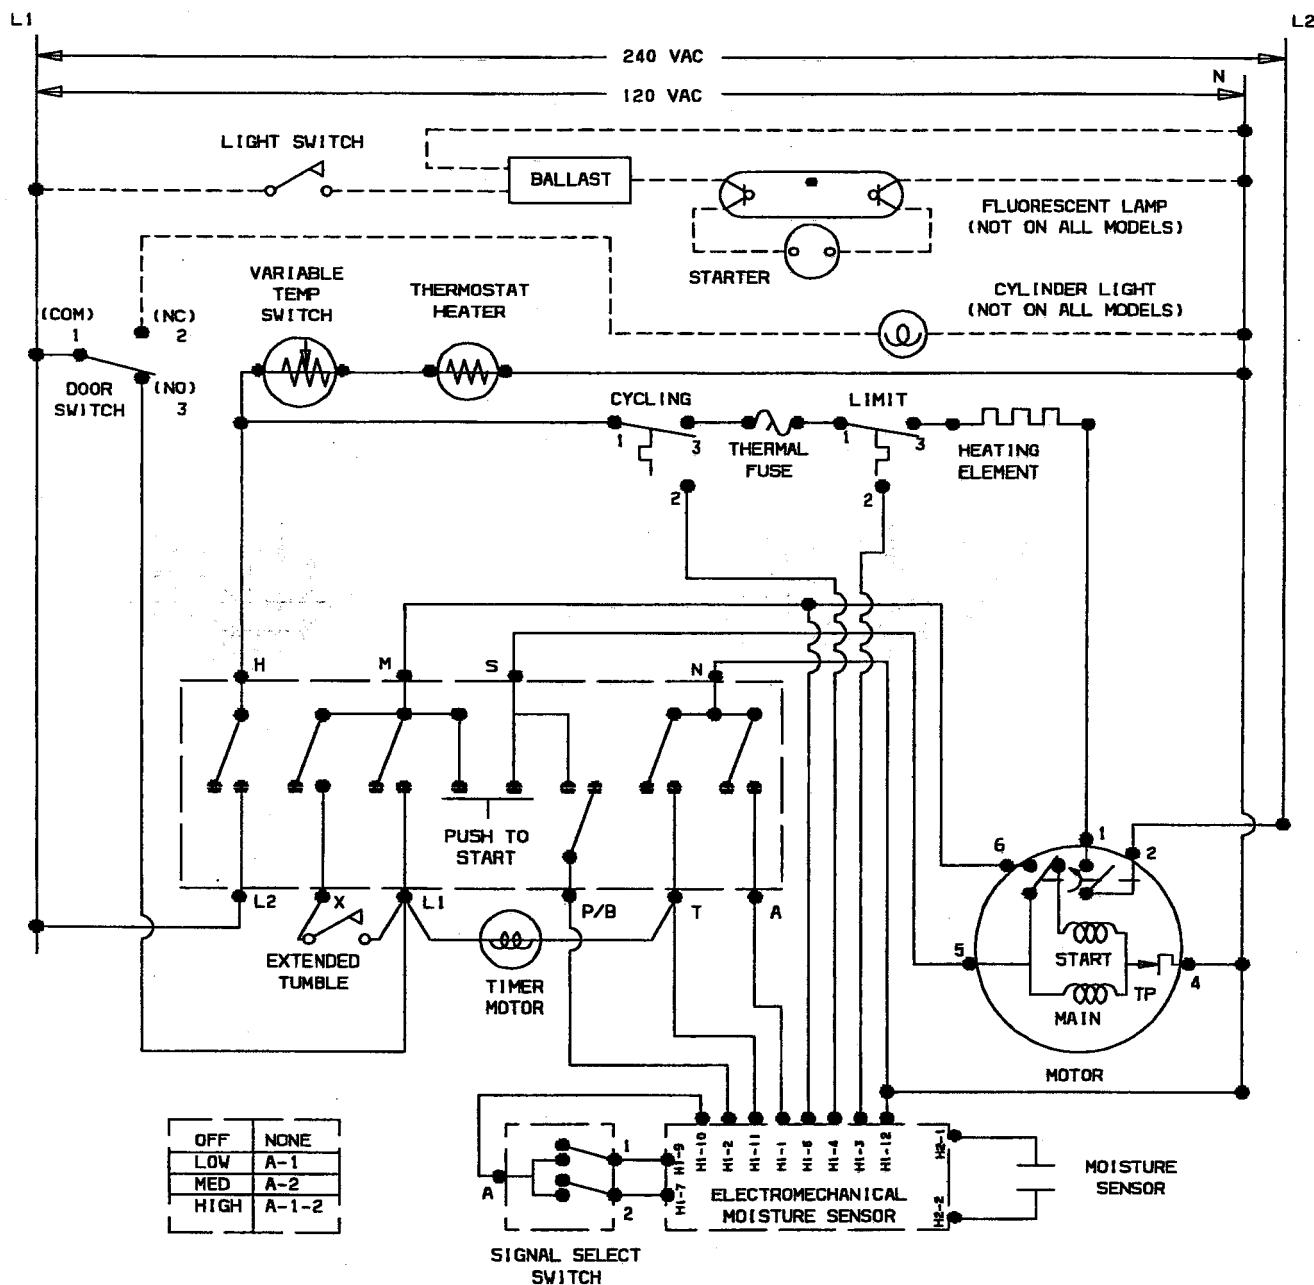 L1
L2
240 VAC
N
120 VAC
LIGHT SWITCH
BALLAST
FLUORESCENT LAMP
(NOT ON ALL MODELS)
STARTER
VARIABLE
TEMP
SWITCH
THERMOSTAT
HEATER
CYLINDER LIGHT
(NOT ON ALL MODELS)
(COM)
1
(NC)
2
DOOR
SWITCH
(NO)
3
CYCLING
LIMIT
1
3
THERMAL
FUSE
1
3
HEATING
ELEMENT
2
2
H
M
S
N
PUSH TO
START
6
1
2
L2
X
L1
P/B
T
A
EXTENDED
TUMBLE
TIMER
MOTOR
5
START
TP
4
MAIN
MOTOR
OFF NONE
LOW A-1
MED A-2
HIGH A-1-2
A
1
2
H1-9
H1-7
H1-10
H1-2
H1-11
H1-1
H1-4
H1-3
H1-12
H2-1
H2-2
ELECTROMECHANICAL
MOISTURE SENSOR
MOISTURE
SENSOR
SIGNAL SELECT
SWITCH